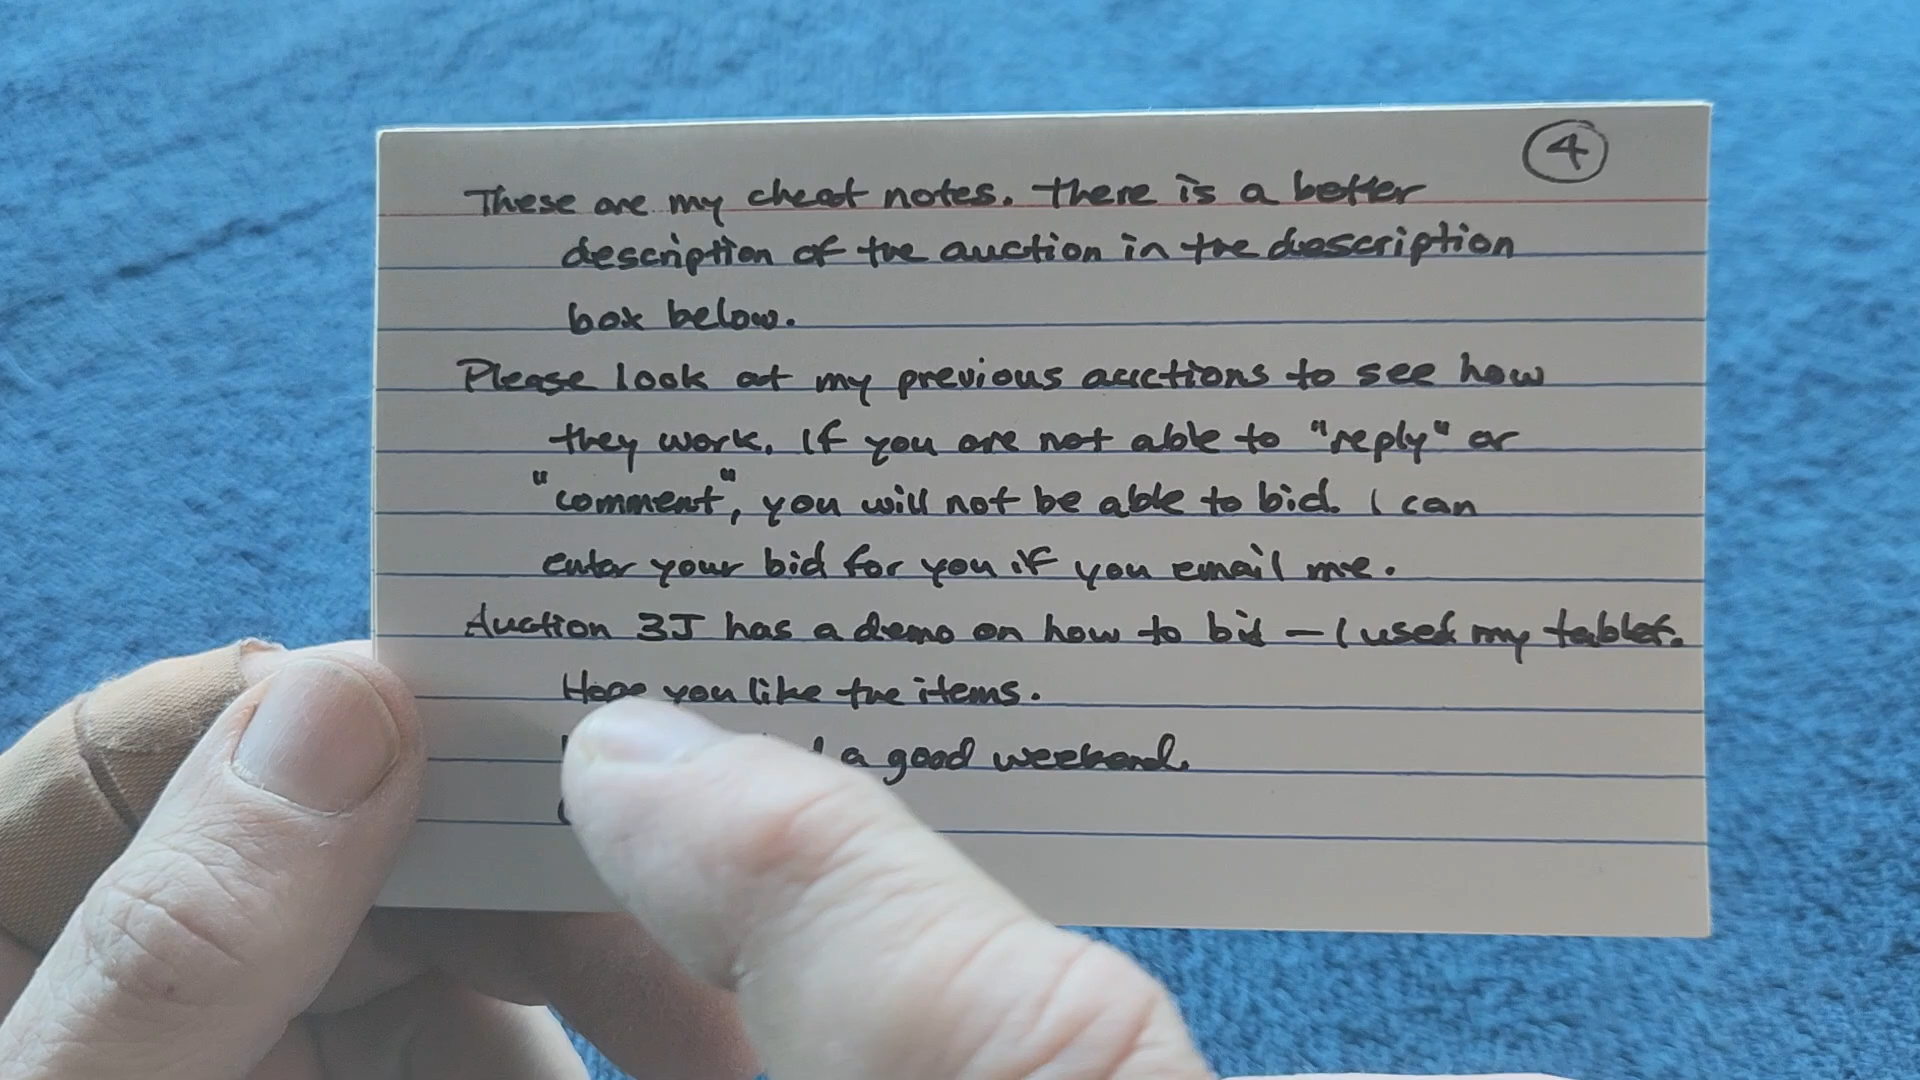 4
These are my cheat notes. There is a better
description of the auction in the description
box below.
Please look at my previous auctions to see how
they work. If you are not able to "reply" or
"comment", you will not be able to bid. I can
enter your bid for you if you email me.
Auction 3J has a demo on how to bid — I used my tablet.
Hope you like the items.
a good weekend.